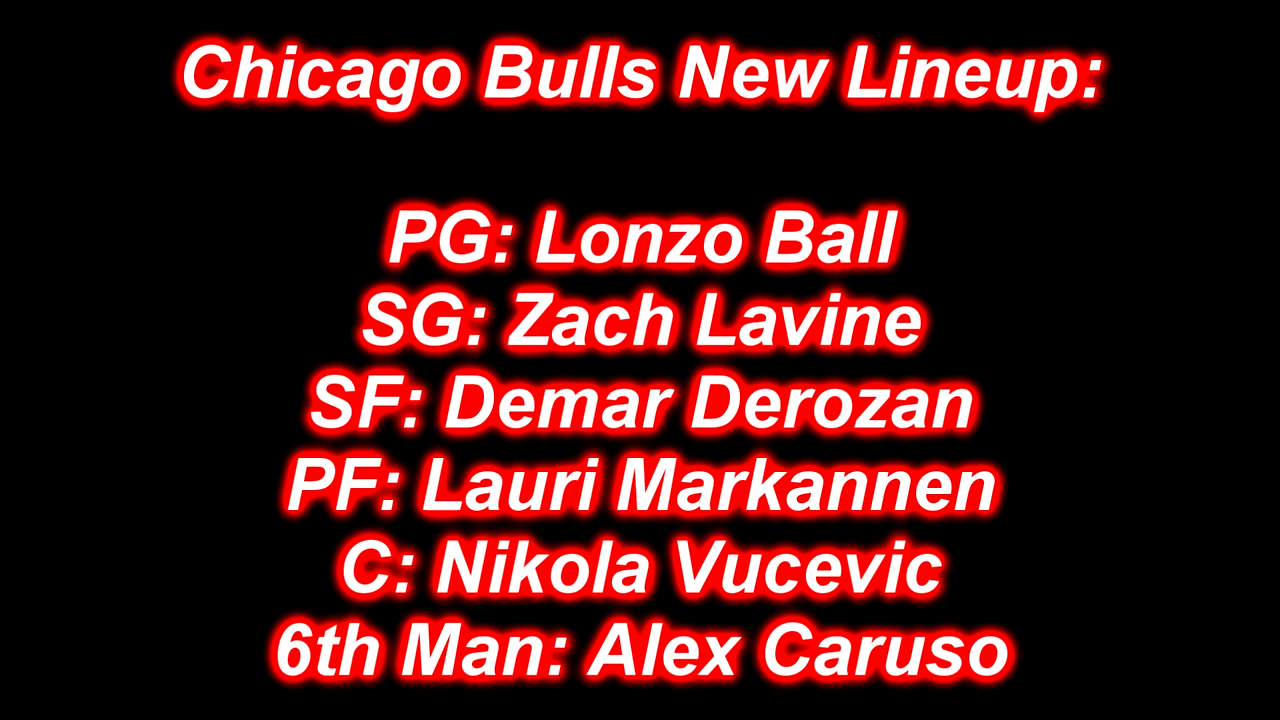 Chicago Bulls New Lineup:
PG: Lonzo Ball
SG: Zach Lavine
SF: Demar Derozan
PF: Lauri Markannen
C: Nikola Vucevic
6th Man: Alex Caruso